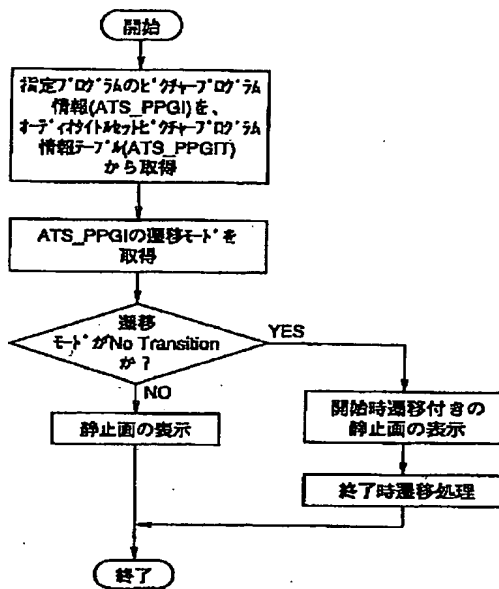 開始
指定プログラムのピクチャープログラム
情報(ATS_PPGI)を、
オーディオタイトルセットピクチャープログラム
情報テーブル(ATS_PPGIT)
から取得
ATS_PPGIの遷移モードを
取得
遷移
モードがNo Transition
か？
YES
NO
静止画の表示
開始時遷移付きの
静止画の表示
終了時遷移処理
終了